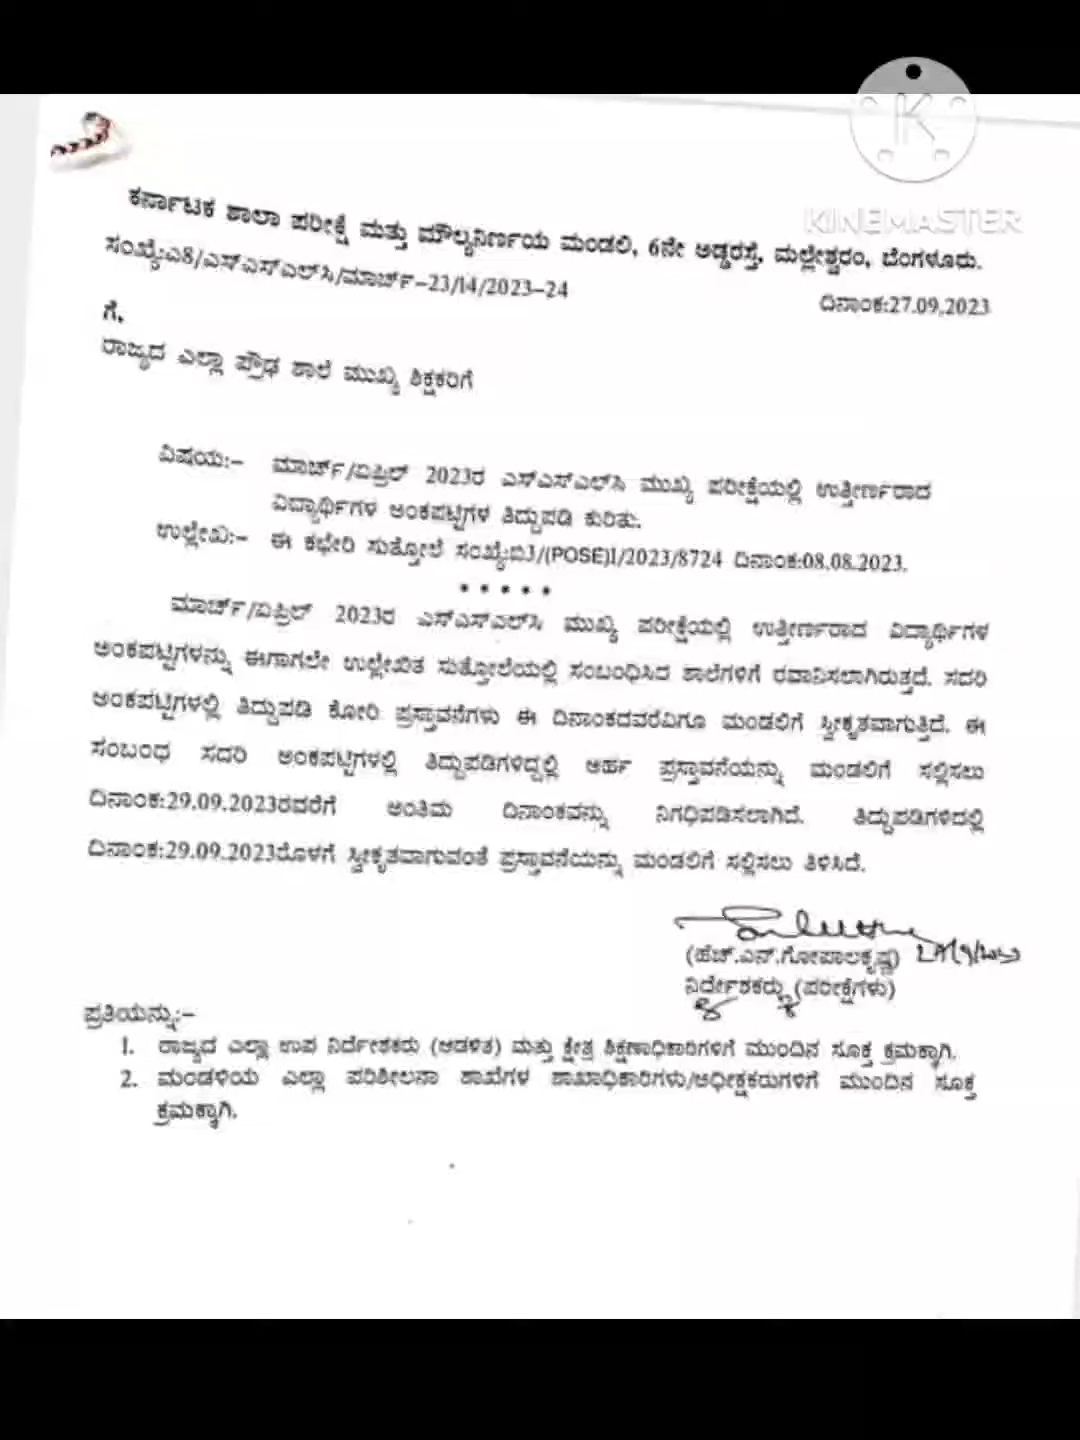 KINEMASTER
ಕರ್ನಾಟಕ ಶಾಲಾ ಪರೀಕ್ಷೆ ಮತ್ತು ಮೌಲ್ಯನಿರ್ಣಯ ಮಂಡಲಿ, 6ನೇ ಅಡ್ಡರಸ್ತೆ, ಮಲ್ಲೇಶ್ವರಂ, ಬೆಂಗಳೂರು.
ಸಂಖ್ಯೆ:ಎ8/ಎಸ್ಎಸ್ಎಲ್‌ಸಿ/ಮಾರ್ಚ್-23/14/2023-24
ದಿನಾಂಕ:27.09.2023
ಗೆ,
ರಾಜ್ಯದ ಎಲ್ಲಾ ಪ್ರೌಢ ಶಾಲೆ ಮುಖ್ಯ ಶಿಕ್ಷಕರಿಗೆ
ವಿಷಯ:- ಮಾರ್ಚ್/ಏಪ್ರಿಲ್ 2023ರ ಎಸ್ಎಸ್ಎಲ್‌ಸಿ ಮುಖ್ಯ ಪರೀಕ್ಷೆಯಲ್ಲಿ ಉತ್ತೀರ್ಣರಾದ
ವಿದ್ಯಾರ್ಥಿಗಳ ಅಂಕಪಟ್ಟಿಗಳ ತಿದ್ದುಪಡಿ ಕುರಿತು.
ಉಲ್ಲೇಖ:- ಈ ಕಛೇರಿ ಸುತ್ತೋಲೆ ಸಂಖ್ಯೆ:ಬಿ3/(POSE)1/2023/8724 ದಿನಾಂಕ:08.08.2023.
* * * * *
ಮಾರ್ಚ್/ಏಪ್ರಿಲ್ 2023ರ ಎಸ್ಎಸ್ಎಲ್‌ಸಿ ಮುಖ್ಯ ಪರೀಕ್ಷೆಯಲ್ಲಿ ಉತ್ತೀರ್ಣರಾದ ವಿದ್ಯಾರ್ಥಿಗಳ
ಅಂಕಪಟ್ಟಿಗಳನ್ನು ಈಗಾಗಲೇ ಉಲ್ಲೇಖಿತ ಸುತ್ತೋಲೆಯಲ್ಲಿ ಸಂಬಂಧಿಸಿದ ಶಾಲೆಗಳಿಗೆ ರವಾನಿಸಲಾಗಿರುತ್ತದೆ. ಸದರಿ
ಅಂಕಪಟ್ಟಿಗಳಲ್ಲಿ ತಿದ್ದುಪಡಿ ಕೋರಿ ಪ್ರಸ್ತಾವನೆಗಳು ಈ ದಿನಾಂಕದವರೆವಿಗೂ ಮಂಡಲಿಗೆ ಸ್ವೀಕೃತವಾಗುತ್ತಿದೆ. ಈ
ಸಂಬಂಧ ಸದರಿ ಅಂಕಪಟ್ಟಿಗಳಲ್ಲಿ ತಿದ್ದುಪಡಿಗಳಿದ್ದಲ್ಲಿ ಅರ್ಹ ಪ್ರಸ್ತಾವನೆಯನ್ನು ಮಂಡಲಿಗೆ ಸಲ್ಲಿಸಲು
ದಿನಾಂಕ:29.09.2023ರವರೆಗೆ ಅಂತಿಮ ದಿನಾಂಕವನ್ನು ನಿಗಧಿಪಡಿಸಲಾಗಿದೆ. ತಿದ್ದುಪಡಿಗಳಿದಲ್ಲಿ
ದಿನಾಂಕ:29.09.2023ರೊಳಗೆ ಸ್ವೀಕೃತವಾಗುವಂತೆ ಪ್ರಸ್ತಾವನೆಯನ್ನು ಮಂಡಲಿಗೆ ಸಲ್ಲಿಸಲು ತಿಳಿಸಿದೆ.
(ಹೆಚ್.ಎನ್.ಗೋಪಾಲಕೃಷ್ಣ)
ನಿರ್ದೇಶಕರು (ಪರೀಕ್ಷೆಗಳು)
ಪ್ರತಿಯನ್ನು:-
1. ರಾಜ್ಯದ ಎಲ್ಲಾ ಉಪ ನಿರ್ದೇಶಕರು (ಆಡಳಿತ) ಮತ್ತು ಕ್ಷೇತ್ರ ಶಿಕ್ಷಣಾಧಿಕಾರಿಗಳಿಗೆ ಮುಂದಿನ ಸೂಕ್ತ ಕ್ರಮಕ್ಕಾಗಿ.
2. ಮಂಡಳಿಯ ಎಲ್ಲಾ ಪರಿಶೀಲನಾ ಶಾಖೆಗಳ ಶಾಖಾಧಿಕಾರಿಗಳು/ಅಧೀಕ್ಷಕರುಗಳಿಗೆ ಮುಂದಿನ ಸೂಕ್ತ
ಕ್ರಮಕ್ಕಾಗಿ.